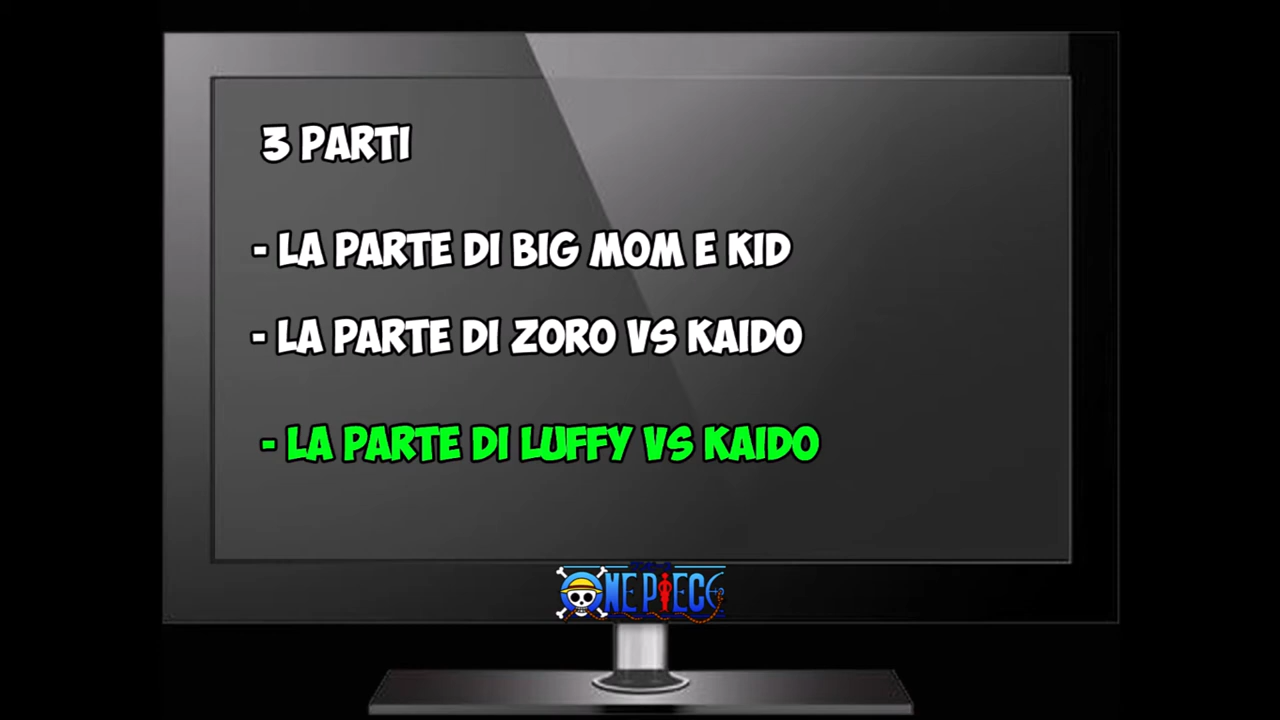 3 PARTI
- LA PARTE DI BIG MOM E KID
- LA PARTE DI ZORO VS KAIDO
- LA PARTE DI LUFFY VS KAIDO
ONE PIECE